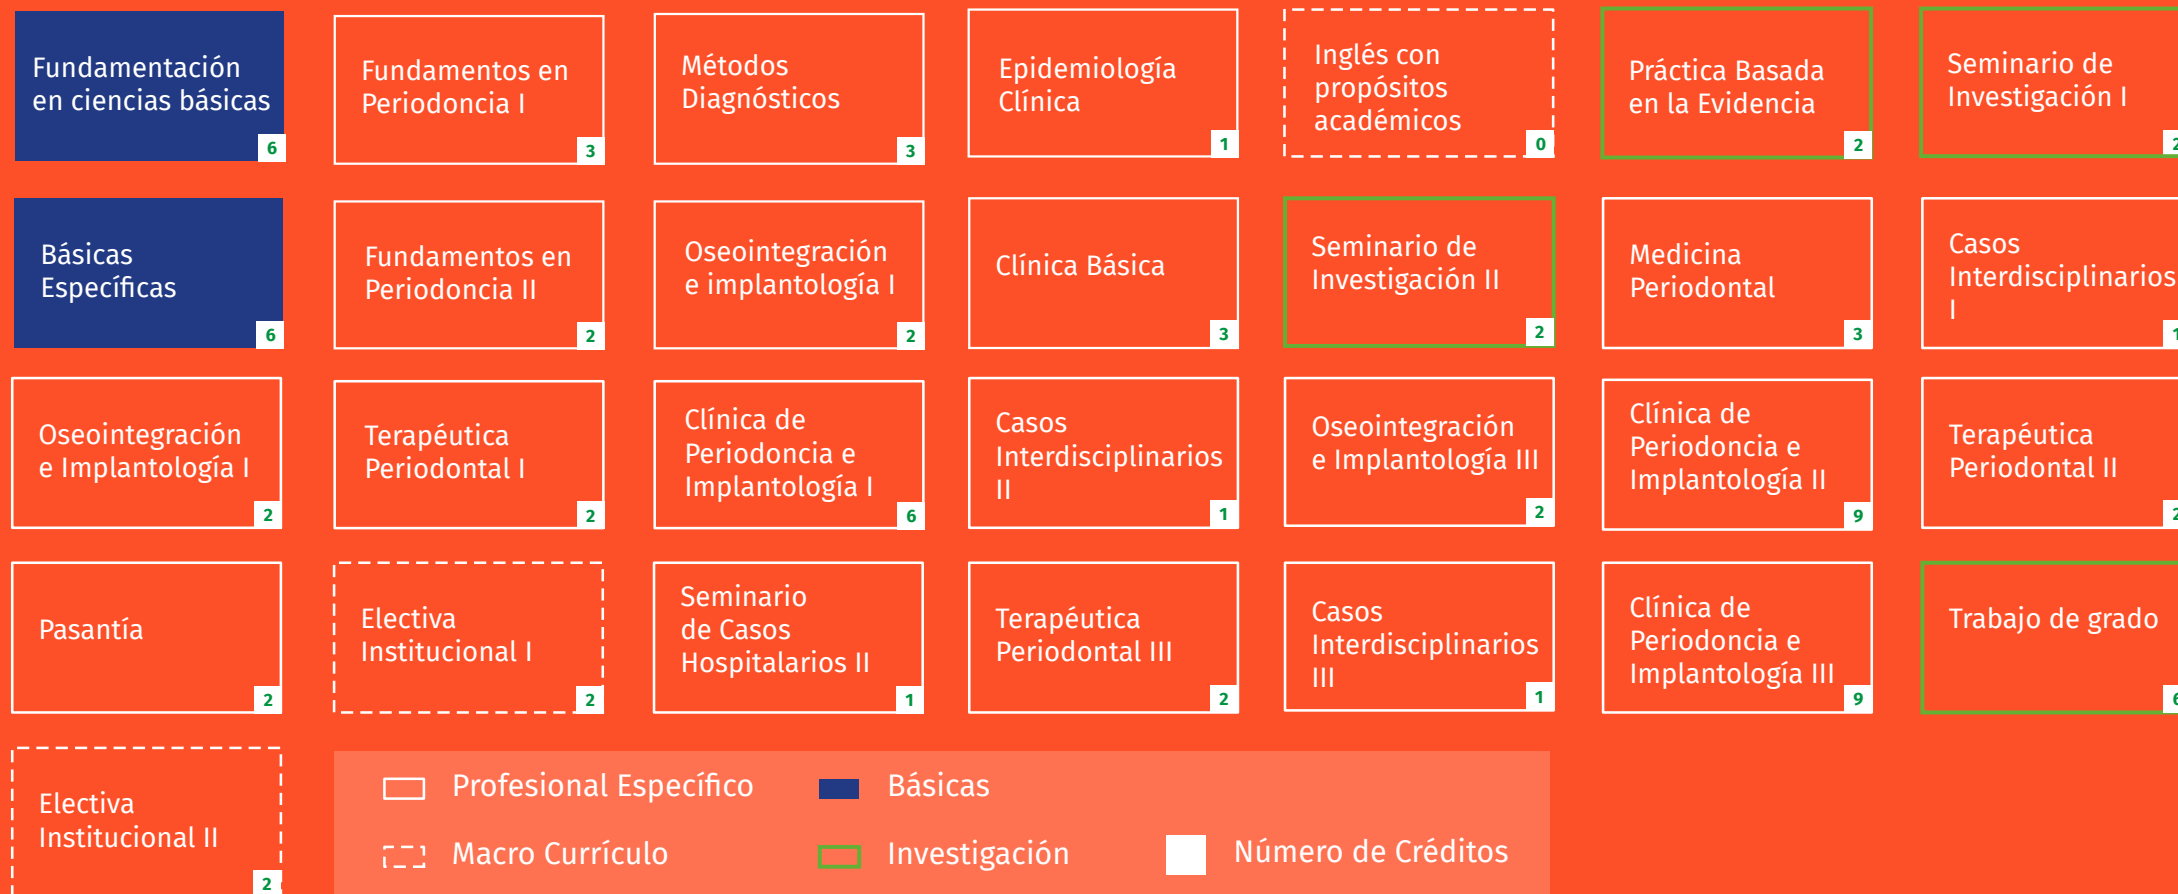 Fundamentación
en ciencias básicas
6
Fundamentos en
Periodoncia I
3
Métodos
Diagnósticos
3
Epidemiología
Clínica
1
Inglés con
propósitos
académicos
0
Práctica Basada
en la Evidencia
2
Seminario de
Investigación I
2
Básicas
Específicas
6
Fundamentos en
Periodoncia II
2
Oseointegración
e implantología I
2
Clínica Básica
3
Seminario de
Investigación II
2
Medicina
Periodontal
3
Casos
Interdisciplinarios
I
1
Oseointegración
e Implantología I
2
Terapéutica
Periodontal I
2
Clínica de
Periodoncia e
Implantología I
6
Casos
Interdisciplinarios
II
1
Oseointegración
e Implantología III
2
Clínica de
Periodoncia e
Implantología II
9
Terapéutica
Periodontal II
2
Pasantía
2
Electiva
Institucional I
2
Seminario
de Casos
Hospitalarios II
1
Terapéutica
Periodontal III
2
Casos
Interdisciplinarios
III
1
Clínica de
Periodoncia e
Implantología III
9
Trabajo de grado
6
Electiva
Institucional II
2
Profesional Específico
Básicas
Macro Currículo
Investigación
Número de Créditos